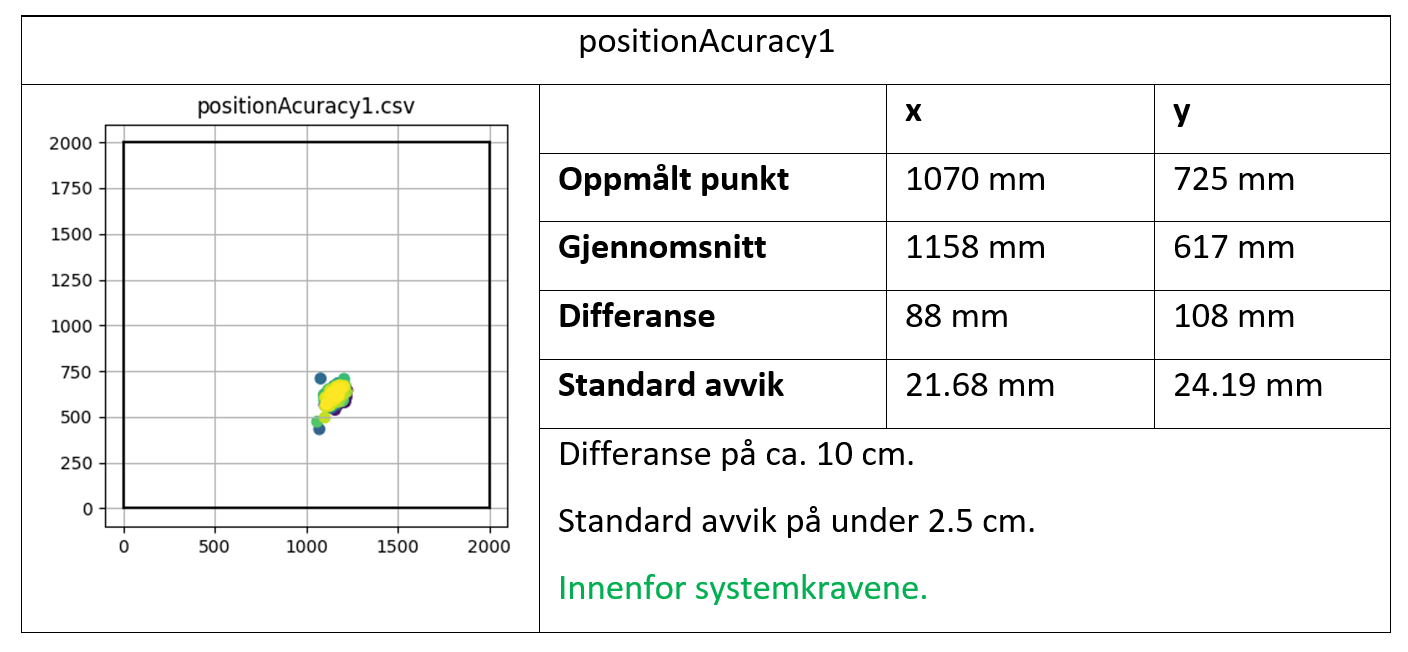 positionAcuracy1
positionAcuracy1.csv
2000
1750
1500
1250
1000
750
500
250
0
0 500 1000 1500 2000
x y
Oppmålt punkt 1070 mm 725 mm
Gjennomsnitt 1158 mm 617 mm
Differanse 88 mm 108 mm
Standard avvik 21.68 mm 24.19 mm
Differanse på ca. 10 cm.
Standard avvik på under 2.5 cm.
Innenfor systemkravene.